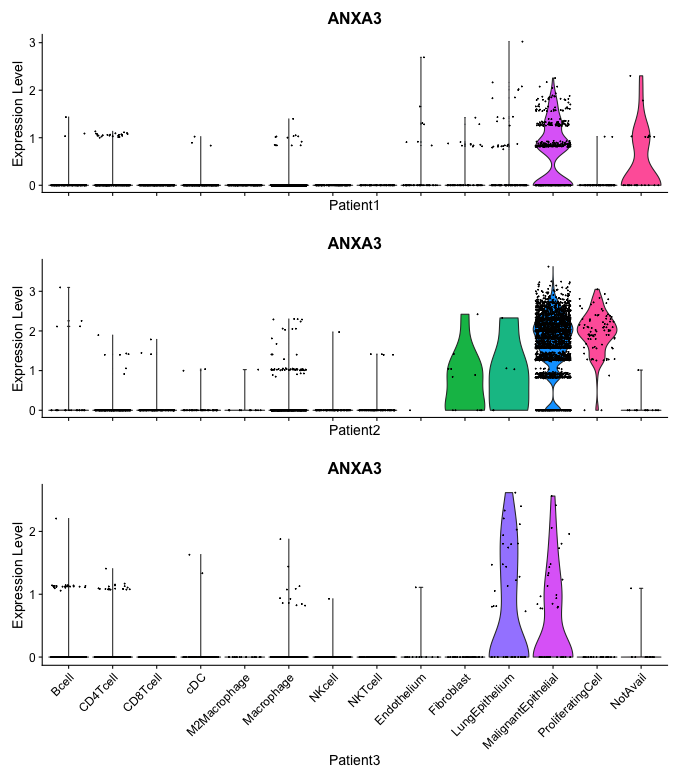 ANXA3
Expression Level
3
2
1
0
Patient1
ANXA3
Expression Level
3
2
1
0
Patient2
ANXA3
Expression Level
2
1
0
Bcell
CD4Tcell
CD8Tcell
cDC
M2Macrophage
Macrophage
NKcell
NKTcell
Endothelium
Fibroblast
LungEpithelium
MalignantEpithelial
ProliferatingCell
NotAvail
Patient3